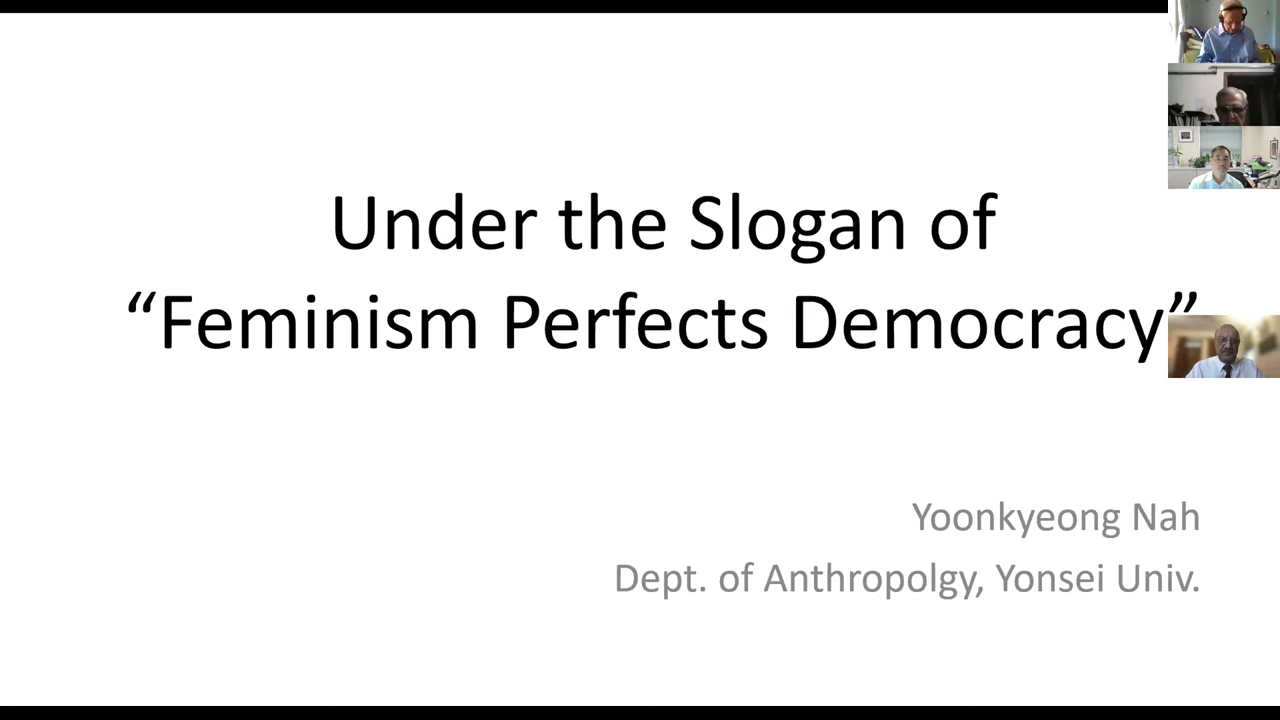 Under the Slogan of
“Feminism Perfects Democracy”
Yoonkyeong Nah
Dept. of Anthropolgy, Yonsei Univ.